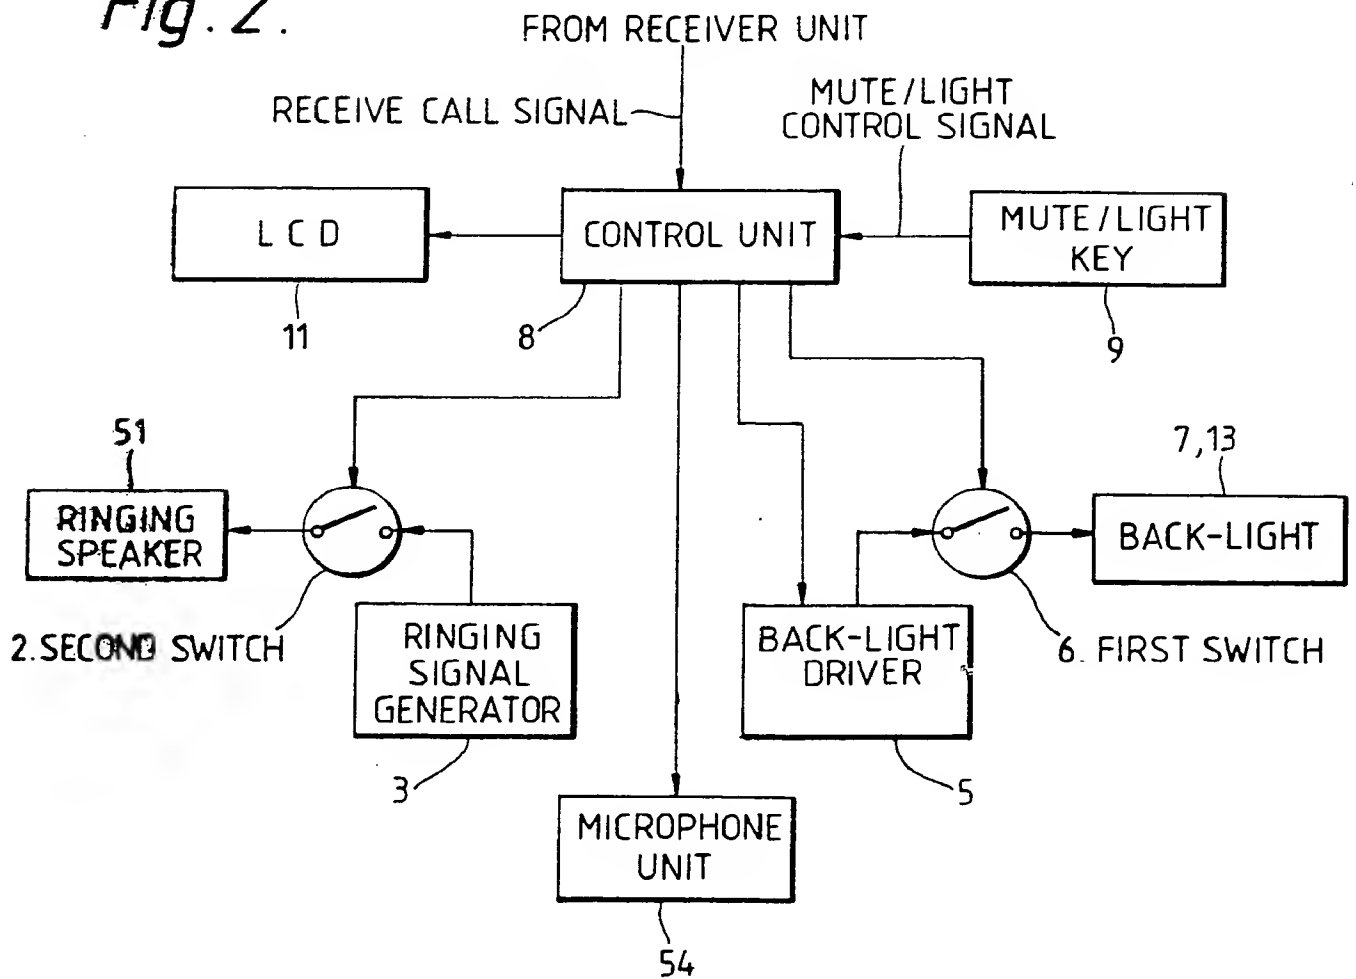 Fig. 2.
FROM RECEIVER UNIT
RECEIVE CALL SIGNAL
MUTE/LIGHT
CONTROL SIGNAL
LCD
CONTROL UNIT
MUTE/LIGHT
KEY
11
8
9
51
7,13
RINGING
SPEAKER
BACK-LIGHT
2. SECOND SWITCH
RINGING
SIGNAL
GENERATOR
BACK-LIGHT
DRIVER
6. FIRST SWITCH
3
5
MICROPHONE
UNIT
54